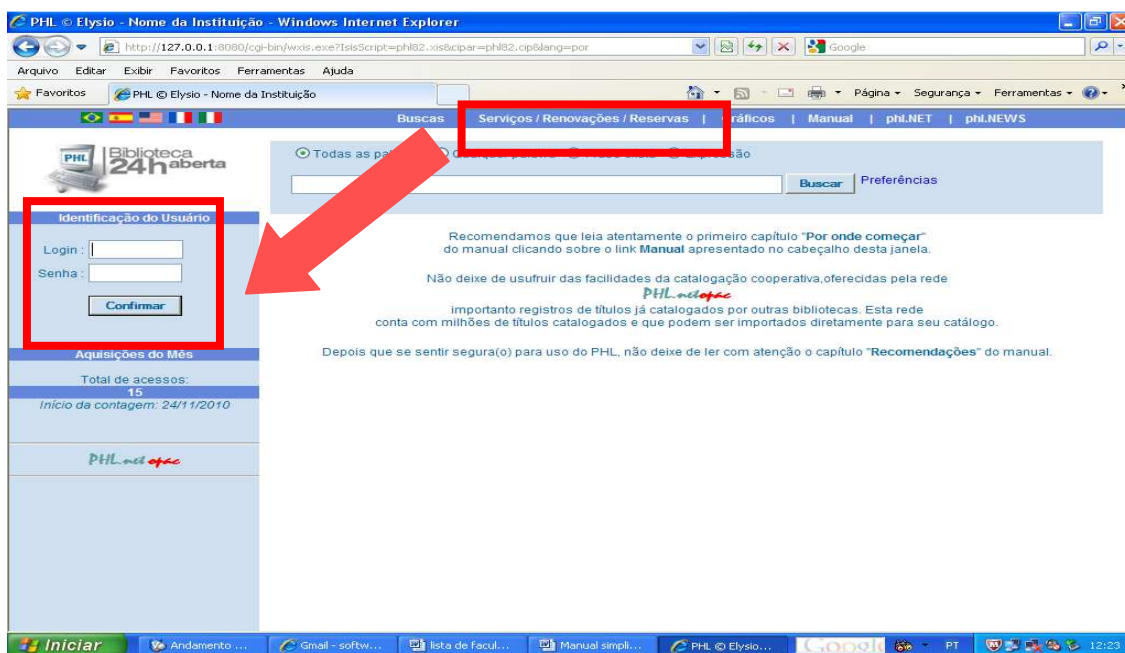 PHL © Elysio - Nome da Instituição - Windows Internet Explorer
http://127.0.0.1:8080/cgi-bin/wxis.exe?IsisScript=phl82.xis&cipar=phl82.cip&lang=por
Google
Arquivo Editar Exibir Favoritos Ferramentas Ajuda
Favoritos PHL © Elysio - Nome da Instituição Página Segurança Ferramentas
Buscas Serviços / Renovações / Reservas | Gráficos | Manual | phl.NET | phl.NEWS
PHL Biblioteca
24h aberta
Todas as
Buscar Preferências
Identificação do Usuário
Login :
Senha :
Confirmar
Recomendamos que leia atentamente o primeiro capítulo "Por onde começar"
do manual clicando sobre o link Manual apresentado no cabeçalho desta janela.
Não deixe de usufruir das facilidades da catalogação cooperativa,oferecidas pela rede
PHL.netopac
importanto registros de títulos já catalogados por outras bibliotecas. Esta rede
conta com milhões de títulos catalogados e que podem ser importados diretamente para seu catálogo.
Depois que se sentir segura(o) para uso do PHL, não deixe de ler com atenção o capítulo "Recomendações" do manual.
Aquisições do Mês
Total de acessos:
15
Início da contagem: 24/11/2010
PHL.netopac
Iniciar Andamento ... Gmail - softw... lista de facul... Manual simpli... PHL © Elysio... Google PT 12:23